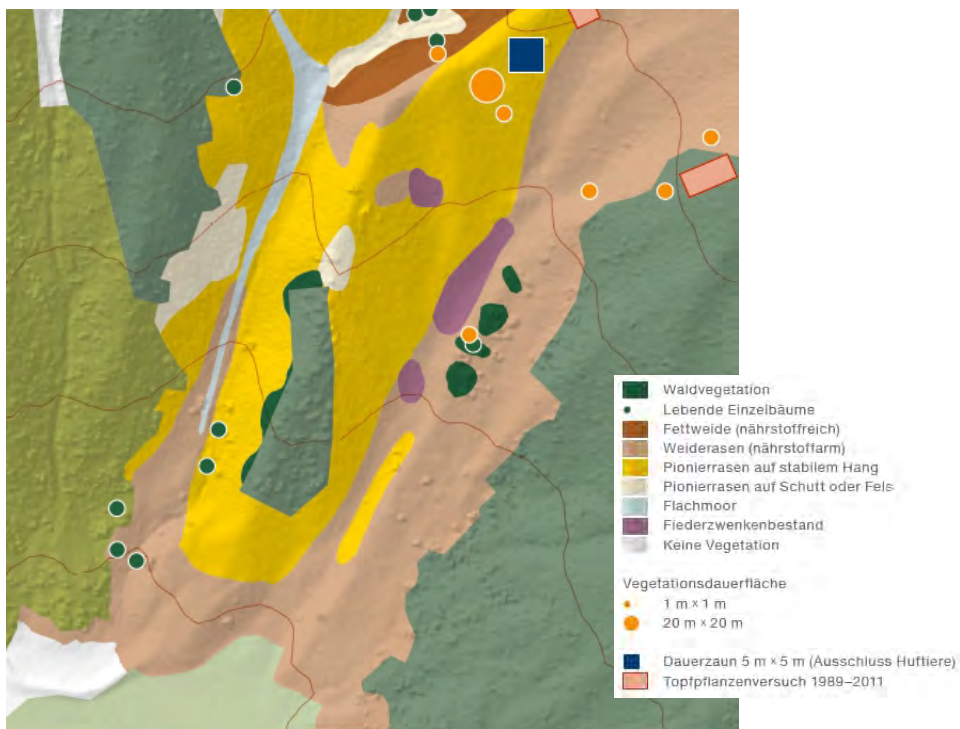 Waldvegetation
Lebende Einzelbäume
Fettweide (nährstoffreich)
Weiderasen (nährstoffarm)
Pionierrasen auf stabilem Hang
Pionierrasen auf Schutt oder Fels
Flachmoor
Fiederzwenkenbestand
Keine Vegetation
Vegetationsdauerfläche
1 m × 1 m
20 m × 20 m
Dauerzaun 5 m × 5 m (Ausschluss Huftiere)
Topfpflanzenversuch 1989–2011